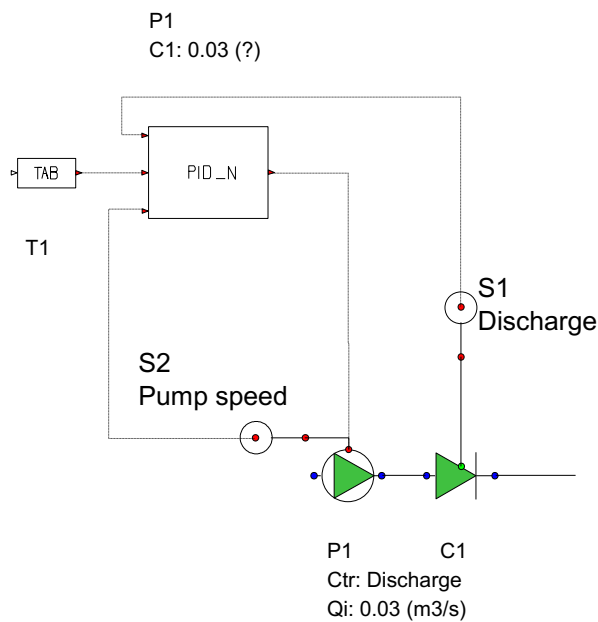 P1
C1: 0.03 (?)
TAB
PID_N
T1
S1
Discharge
S2
Pump speed
P1
C1
Ctr: Discharge
Qi: 0.03 (m3/s)